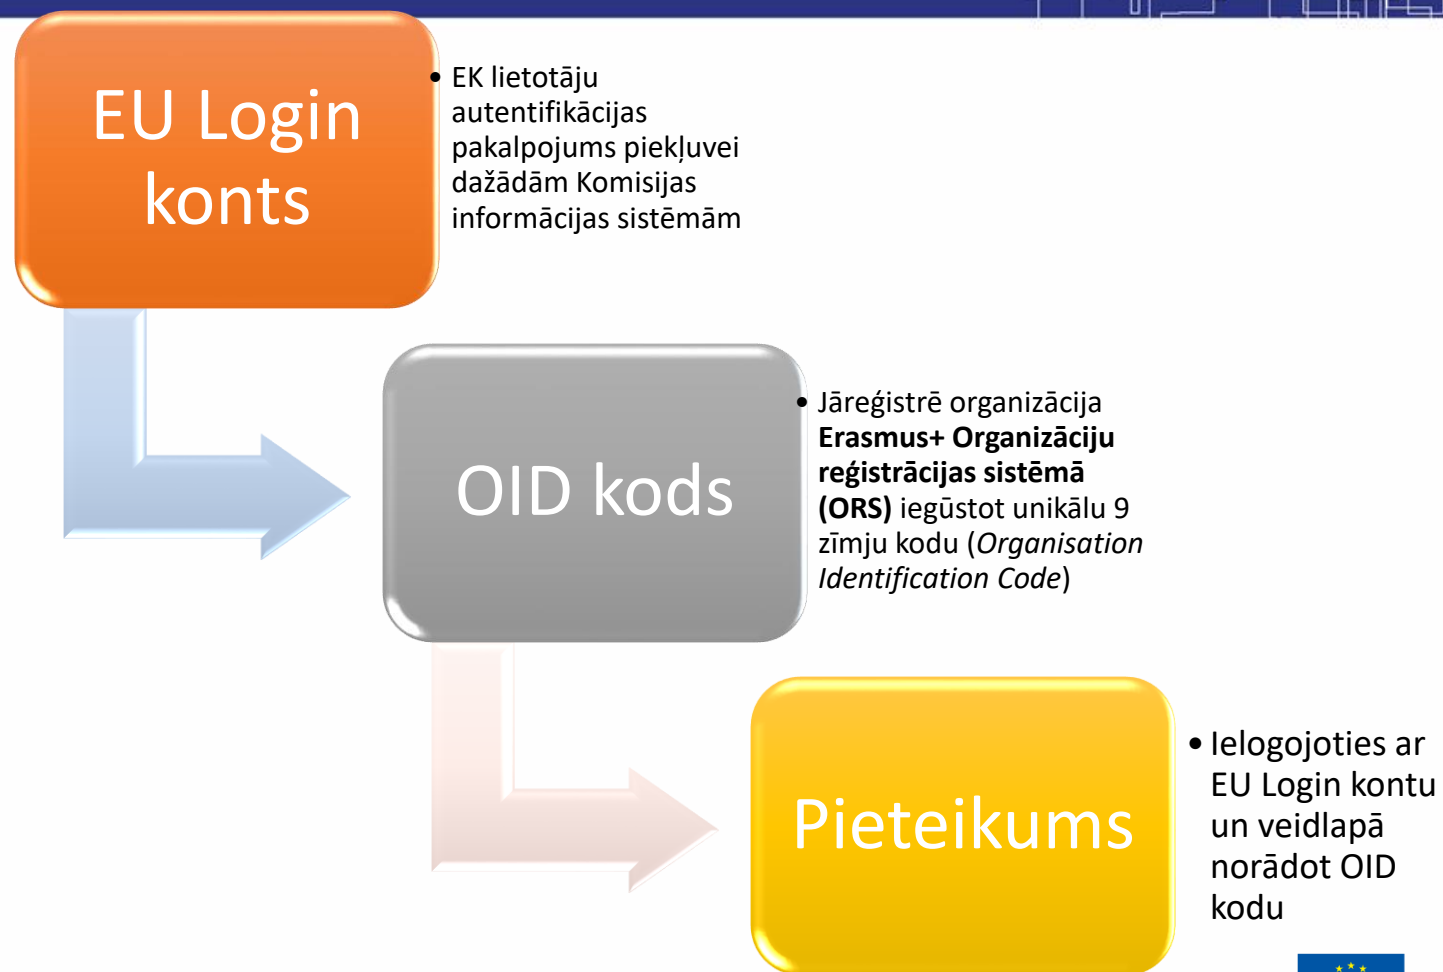 EU Login
konts
• EK lietotāju
autentifikācijas
pakalpojums piekļuvei
dažādām Komisijas
informācijas sistēmām
OID kods
• Jāreģistrē organizācija
Erasmus+ Organizāciju
reģistrācijas sistēmā
(ORS) iegūstot unikālu 9
zīmju kodu (Organisation
Identification Code)
Pieteikums
• Ielogojoties ar
EU Login kontu
un veidlapā
norādot OID
kodu